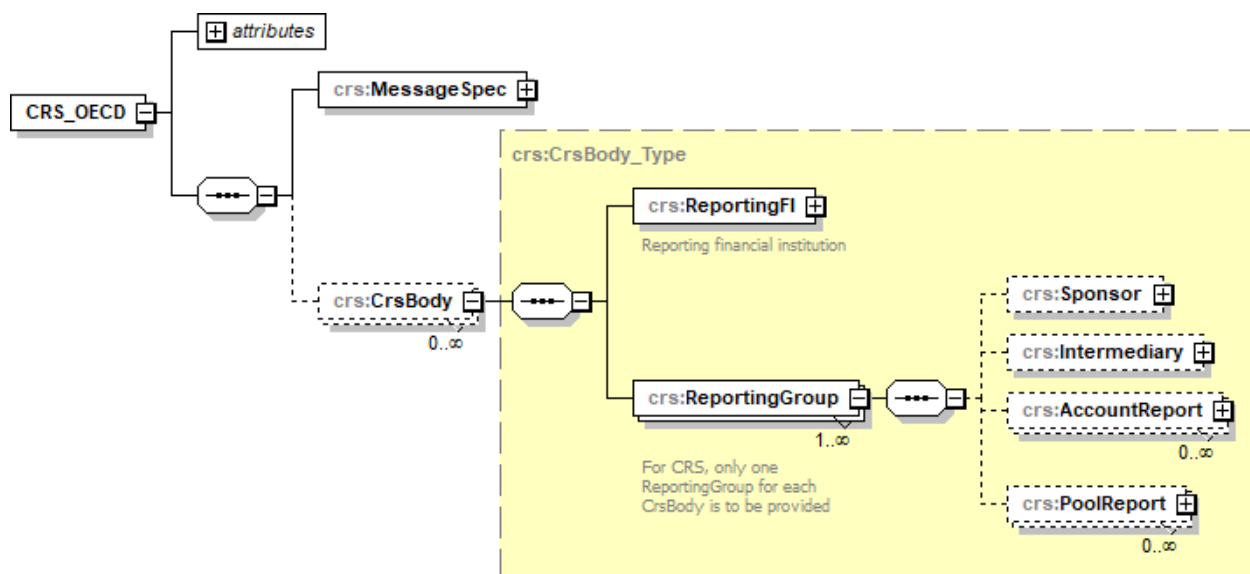 attributes
crs:MessageSpec
CRS_OECD
crs:CrsBody_Type
crs:ReportingFI
Reporting financial institution
crs:CrsBody
0..∞
crs:Sponsor
crs:Intermediary
crs:ReportingGroup
1..∞
crs:AccountReport
0..∞
For CRS, only one
ReportingGroup for each
CrsBody is to be provided
crs:PoolReport
0..∞